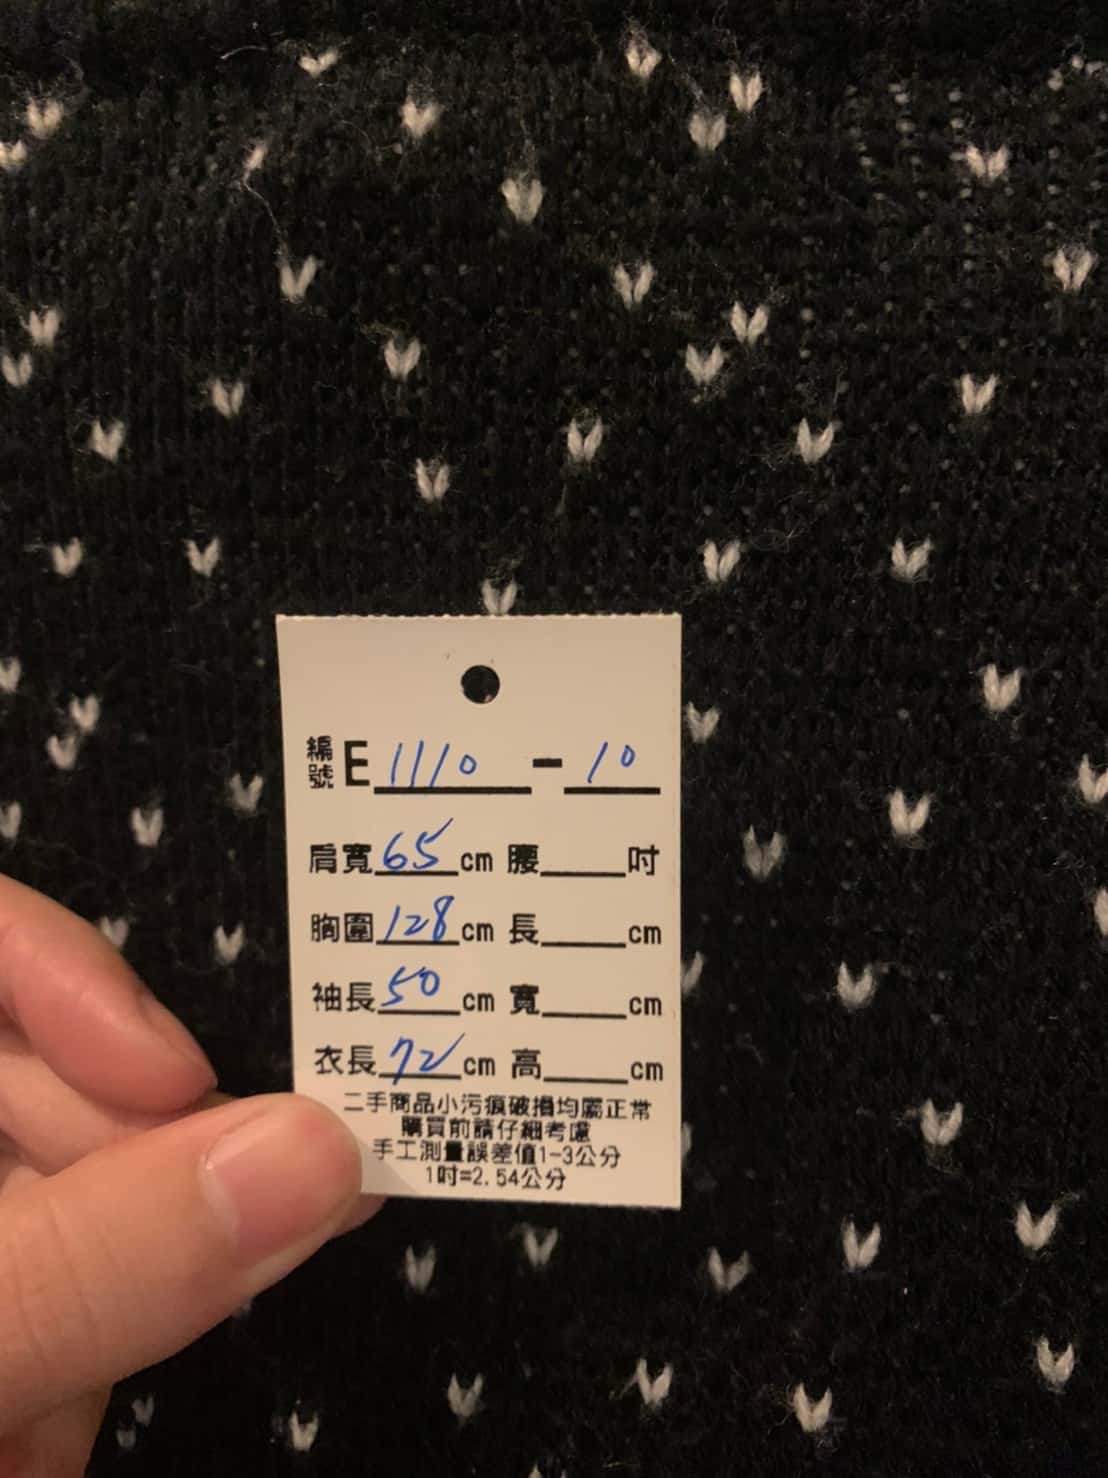 編號 E 1110 - 10
肩寬 65 cm 腰 吋
胸圍 128 cm 長 cm
袖長 50 cm 寬 cm
衣長 72 cm 高 cm
二手商品小污痕破損均屬正常
購買前請仔細考慮
手工測量誤差值1-3公分
1吋=2.54公分